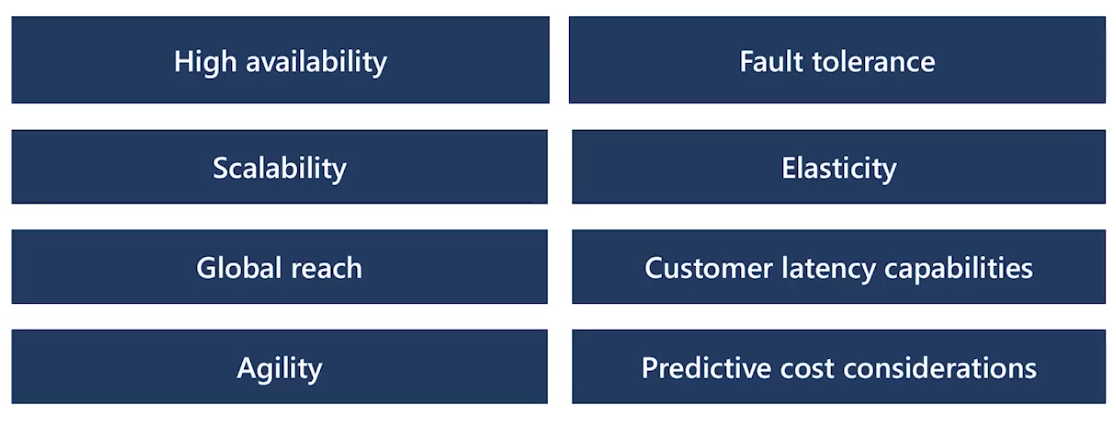 High availability
Fault tolerance
Scalability
Elasticity
Global reach
Customer latency capabilities
Agility
Predictive cost considerations